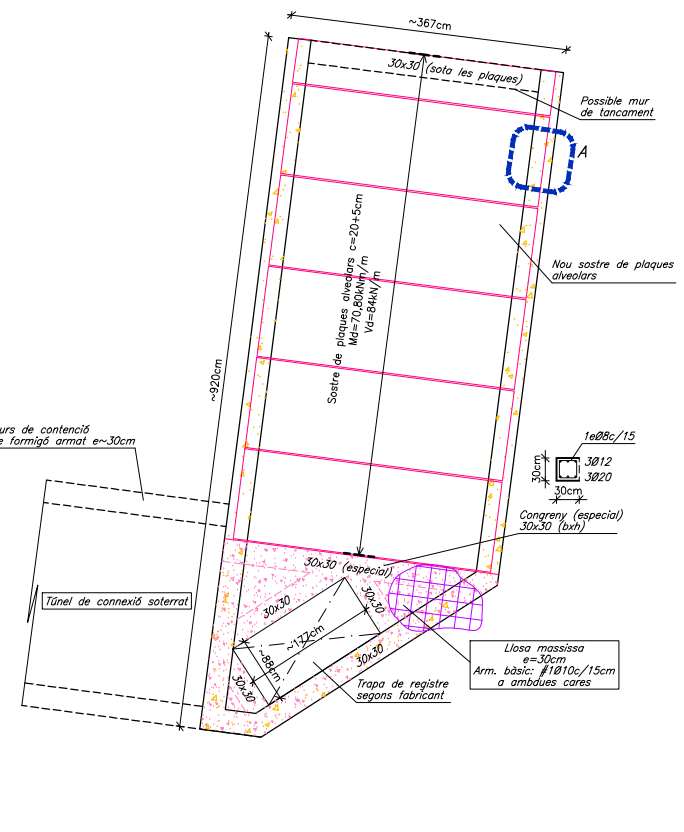 ~367cm
30x30 (sota les plaques)
Possible mur
de tancament
A
Sostre de plaques alveolars c=20+5cm
Md=70,80kNm/m
Vd=84kN/m
Nou sostre de plaques
alveolars
~920cm
urs de contenció
e formigó armat e~30cm
1eØ8c/15
30cm
3Ø12
3Ø20
30cm
Congreny (especial)
30x30 (bxh)
30x30 (especial)
30x30
30x30
Túnel de connexió soterrat
~177cm
~88cm
30x30
30x30
Llosa massissa
e=30cm
Arm. bàsic: #1Ø10c/15cm
a ambdues cares
Trapa de registre
segons fabricant